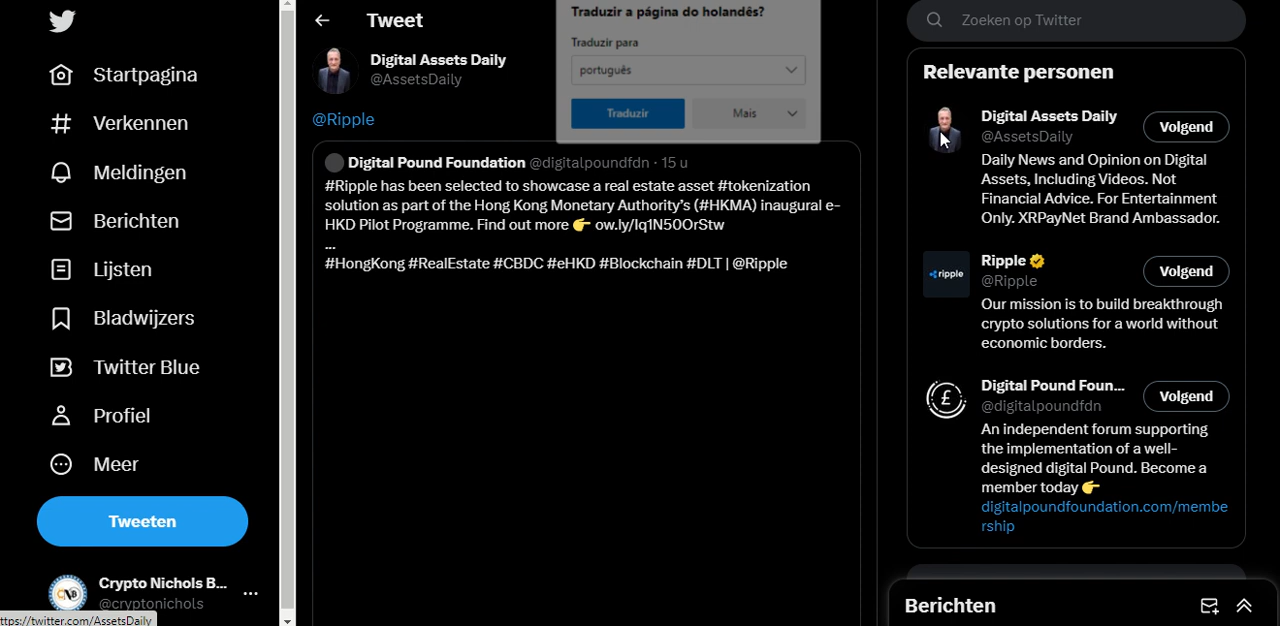 Startpagina
Verkennen
Meldingen
Berichten
Lijsten
Bladwijzers
Twitter Blue
Profiel
Meer
Tweeten
Crypto Nichols B...
@cryptonichols
ttps://twitter.com/AssetsDaily
Tweet
Digital Assets Daily
@AssetsDaily
@Ripple
Traduzir a página do holandês?
Traduzir para
português
Traduzir
Mais
Digital Pound Foundation @digitalpoundfdn · 15 u
#Ripple has been selected to showcase a real estate asset #tokenization
solution as part of the Hong Kong Monetary Authority's (#HKMA) inaugural e-
HKD Pilot Programme. Find out more 👉 ow.ly/Iq1N50OrStw
...
#HongKong #RealEstate #CBDC #eHKD #Blockchain #DLT | @Ripple
Zoeken op Twitter
Relevante personen
Digital Assets Daily
@AssetsDaily
Volgend
Daily News and Opinion on Digital
Assets, Including Videos. Not
Financial Advice. For Entertainment
Only. XRPayNet Brand Ambassador.
ripple
Ripple
@Ripple
Volgend
Our mission is to build breakthrough
crypto solutions for a world without
economic borders.
£
Digital Pound Foun...
@digitalpoundfdn
Volgend
An independent forum supporting
the implementation of a well-
designed digital Pound. Become a
member today 👉
digitalpoundfoundation.com/membe
rship
Berichten
CNB